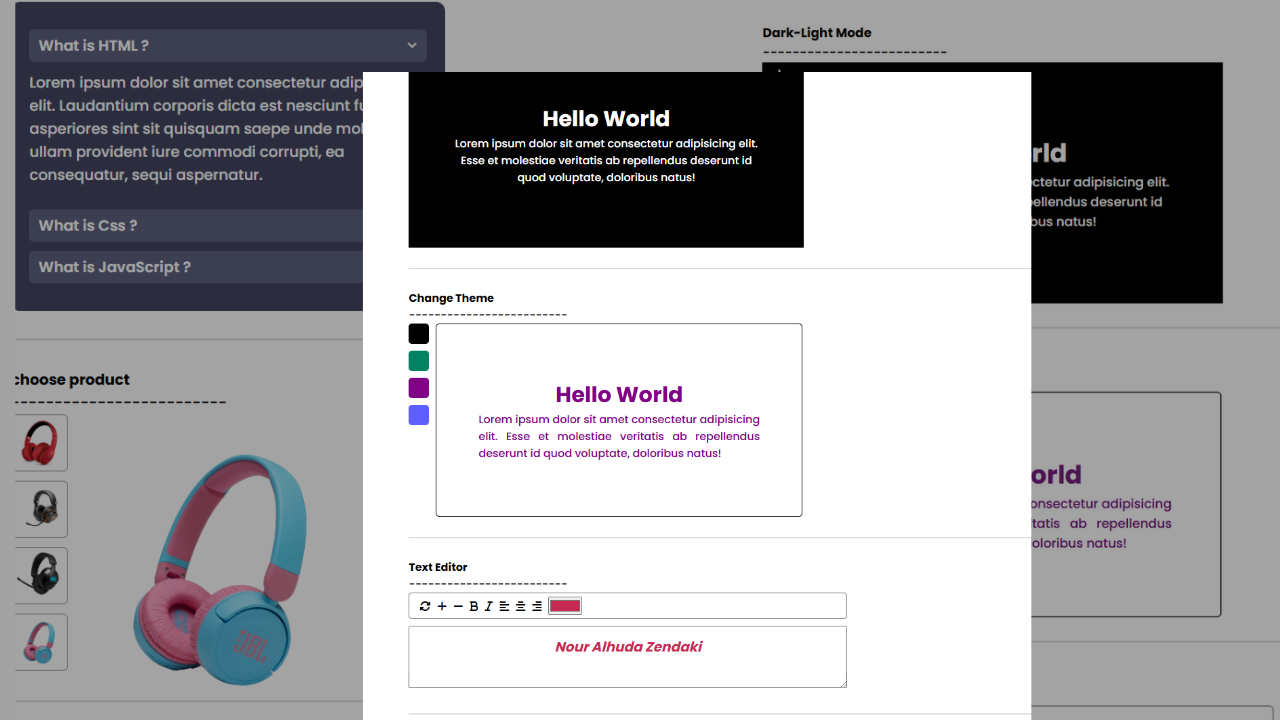 What is HTML ?
Lorem ipsum dolor sit amet consectetur adip
elit. Laudantium corporis dicta est nesciunt fu
asperiores sint sit quisquam saepe unde mol
ullam provident iure commodi corrupti, ea
consequatur, sequi aspernatur.
What is Css ?
What is JavaScript ?
choose product
-------------------------
JBL
Hello World
Lorem ipsum dolor sit amet consectetur adipisicing elit.
Esse et molestiae veritatis ab repellendus deserunt id
quod voluptate, doloribus natus!
Change Theme
-------------------------
Hello World
Lorem ipsum dolor sit amet consectetur adipisicing
elit. Esse et molestiae veritatis ab repellendus
deserunt id quod voluptate, doloribus natus!
Text Editor
-------------------------
B I
Nour Alhuda Zendaki
Dark-Light Mode
-------------------------
rld
ctetur adipisicing elit.
pellendus deserunt id
bus natus!
orld
onsectetur adipisicing
tatis ab repellendus
oloribus natus!